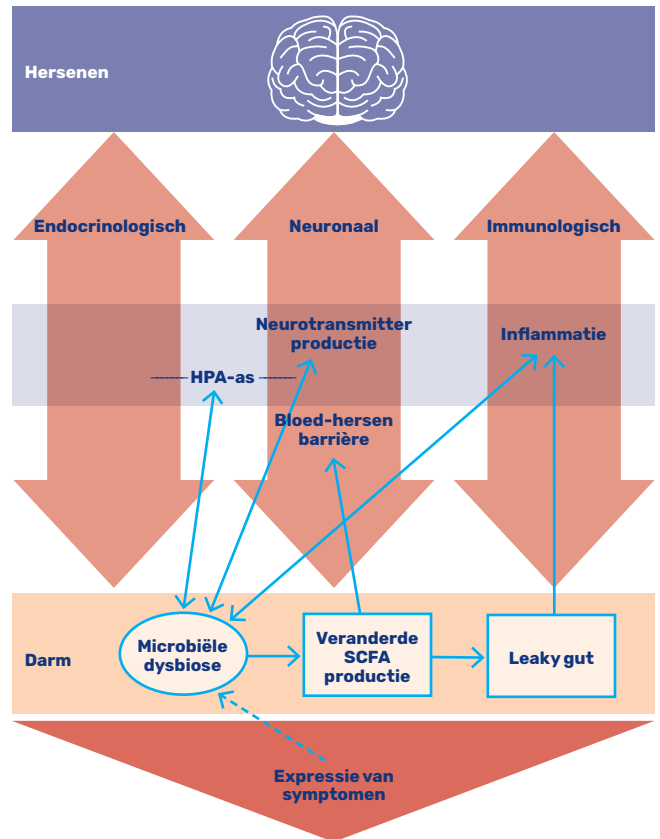 Hersenen
Endocrinologisch
Neuronaal
Immunologisch
Neurotransmitter
productie
Inflammatie
HPA-as
Bloed-hersen
barrière
Darm
Microbiële
dysbiose
Veranderde
SCFA
productie
Leaky gut
Expressie van
symptomen